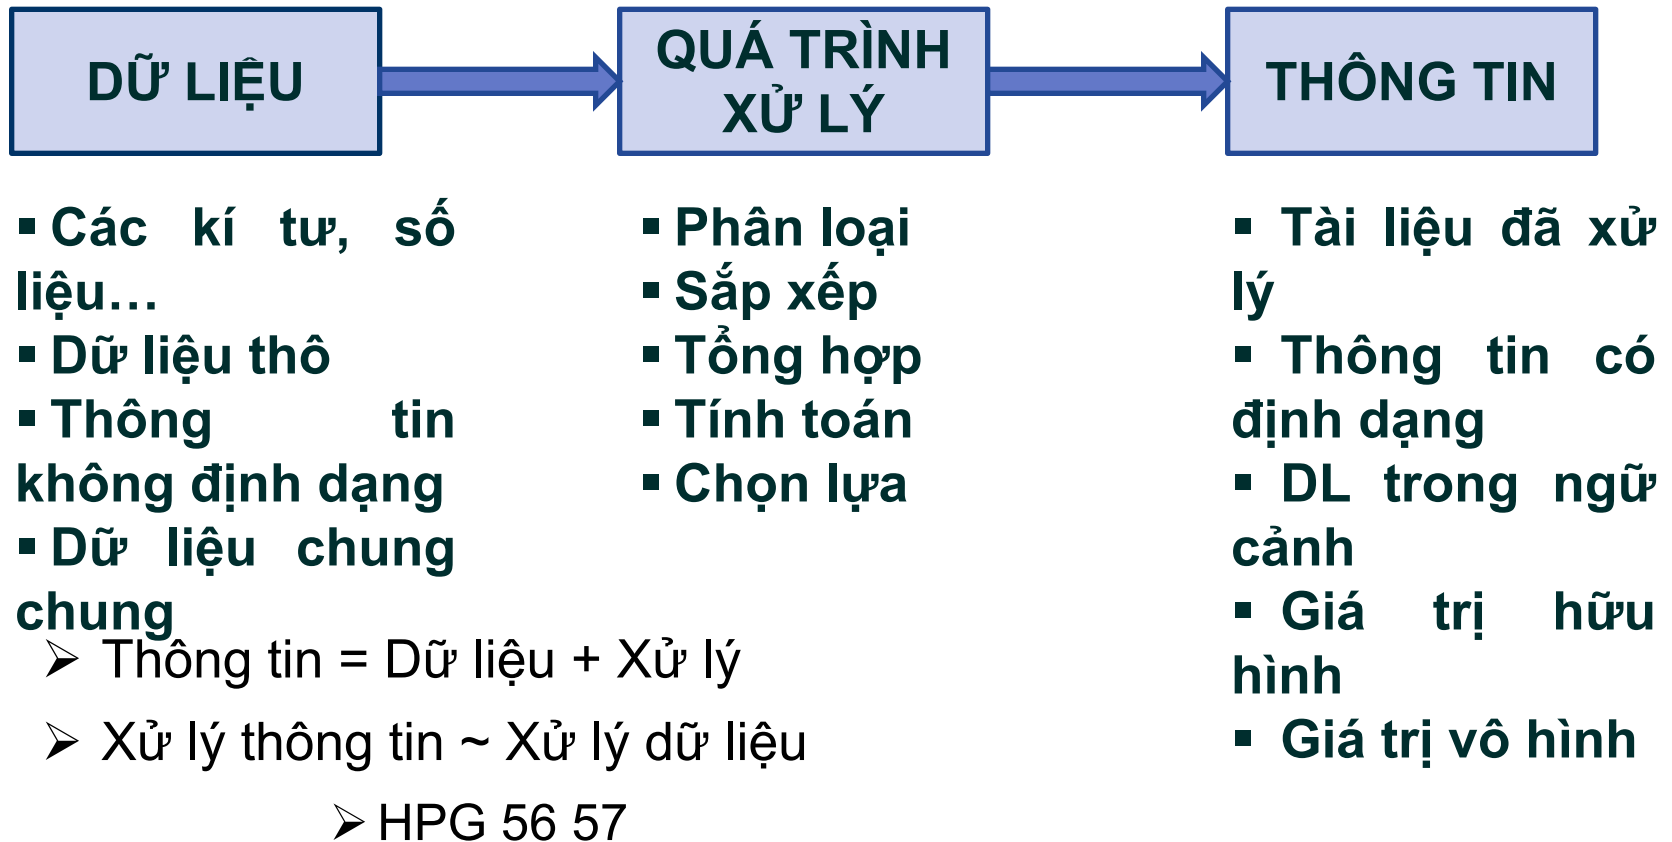 DỮ LIỆU
QUÁ TRÌNH
XỬ LÝ
THÔNG TIN
▪ Các kí tư, số
liệu…
▪ Dữ liệu thô
▪ Thông tin
không định dạng
▪ Dữ liệu chung
chung
▪ Phân loại
▪ Sắp xếp
▪ Tổng hợp
▪ Tính toán
▪ Chọn lựa
▪ Tài liệu đã xử
lý
▪ Thông tin có
định dạng
▪ DL trong ngữ
cảnh
▪ Giá trị hữu
hình
▪ Giá trị vô hình
➢ Thông tin = Dữ liệu + Xử lý
➢ Xử lý thông tin ~ Xử lý dữ liệu
➢ HPG 56 57